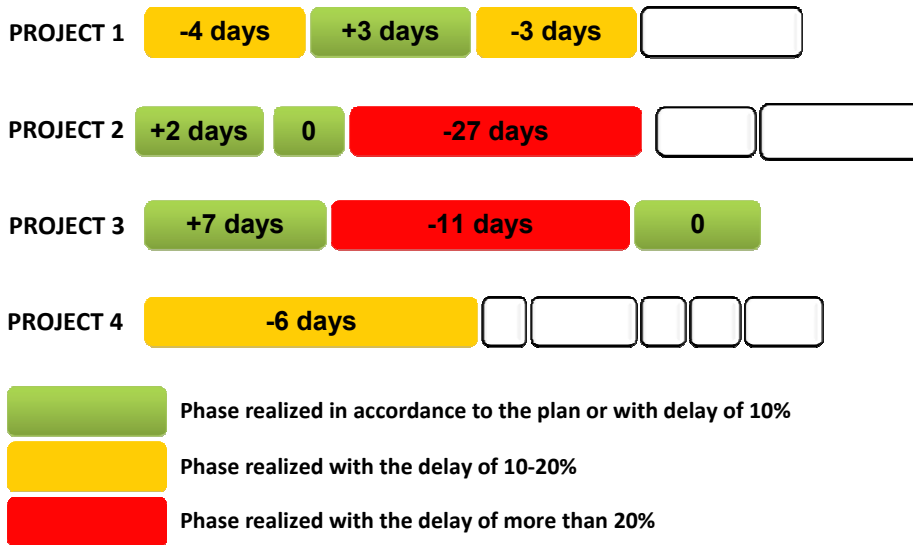 PROJECT 1 -4 days +3 days -3 days
PROJECT 2 +2 days 0 -27 days
PROJECT 3 +7 days -11 days 0
PROJECT 4 -6 days
Phase realized in accordance to the plan or with delay of 10%
Phase realized with the delay of 10-20%
Phase realized with the delay of more than 20%